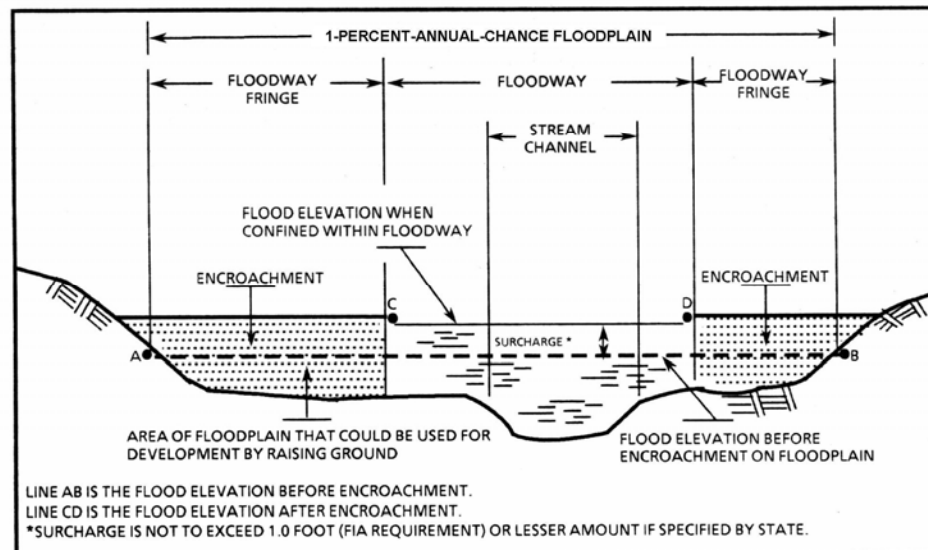 1-PERCENT-ANNUAL-CHANCE FLOODPLAIN
FLOODWAY
FRINGE
FLOODWAY
FLOODWAY
FRINGE
STREAM
CHANNEL
FLOOD ELEVATION WHEN
CONFINED WITHIN FLOODWAY
ENCROACHMENT
ENCROACHMENT
C
D
SURCHARGE *
A
B
AREA OF FLOODPLAIN THAT COULD BE USED FOR
DEVELOPMENT BY RAISING GROUND
FLOOD ELEVATION BEFORE
ENCROACHMENT ON FLOODPLAIN
LINE AB IS THE FLOOD ELEVATION BEFORE ENCROACHMENT.
LINE CD IS THE FLOOD ELEVATION AFTER ENCROACHMENT.
*SURCHARGE IS NOT TO EXCEED 1.0 FOOT (FIA REQUIREMENT) OR LESSER AMOUNT IF SPECIFIED BY STATE.